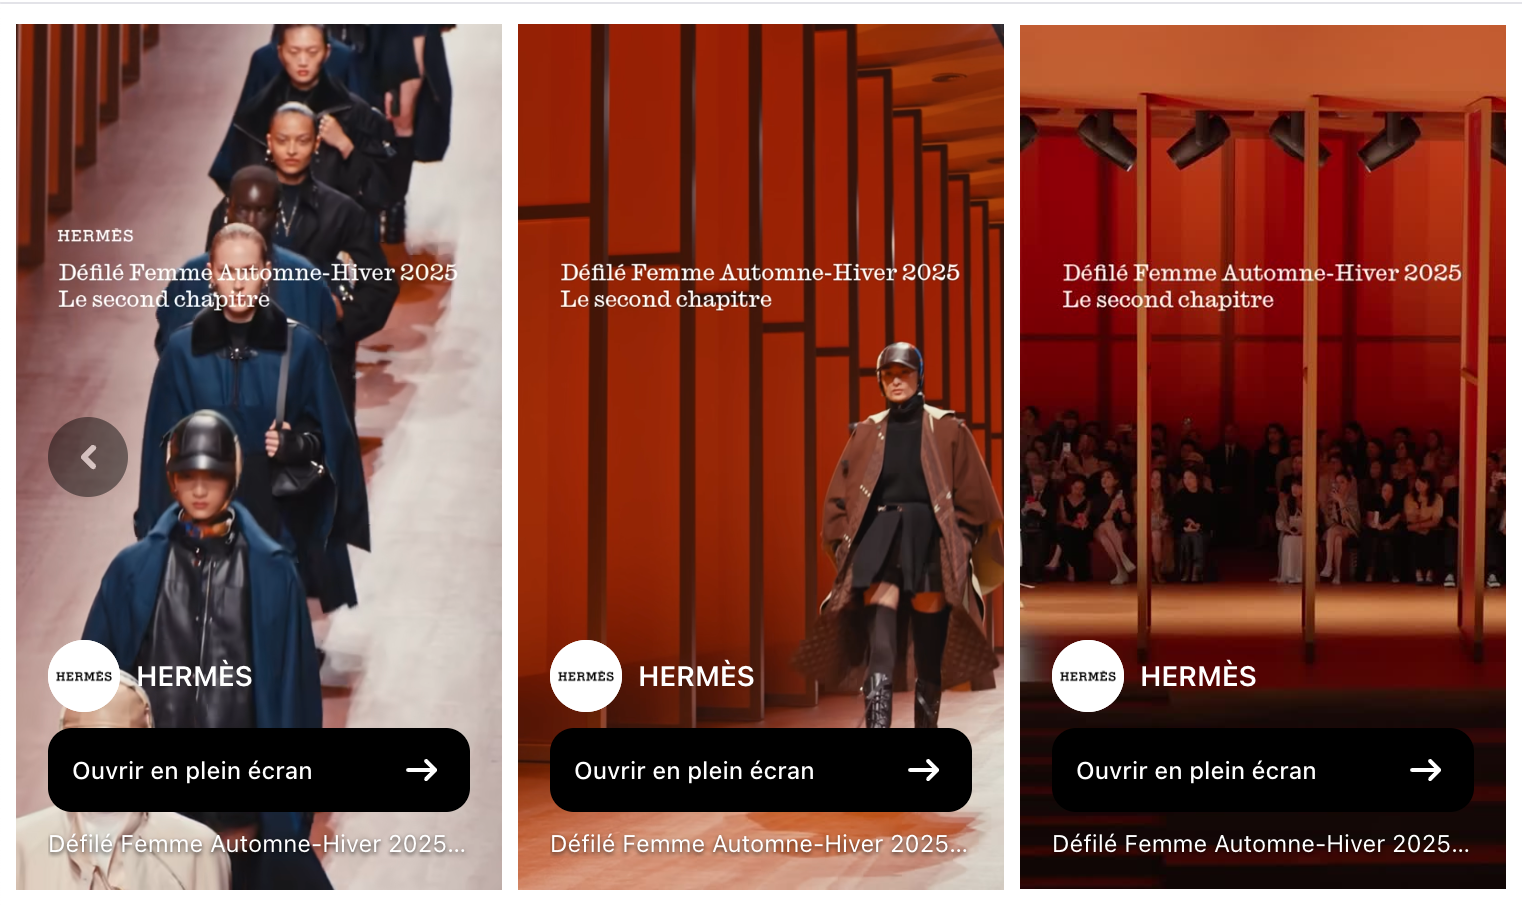 HERMÈS
Défilé Femme Automne-Hiver 2025
Le second chapitre
HERMÈS
HERMÈS
Ouvrir en plein écran
Défilé Femme Automne-Hiver 2025...
Défilé Femme Automne-Hiver 2025
Le second chapitre
HERMÈS
HERMÈS
Ouvrir en plein écran
Défilé Femme Automne-Hiver 2025...
Défilé Femme Automne-Hiver 2025
Le second chapitre
HERMÈS
HERMÈS
Ouvrir en plein écran
Défilé Femme Automne-Hiver 2025...